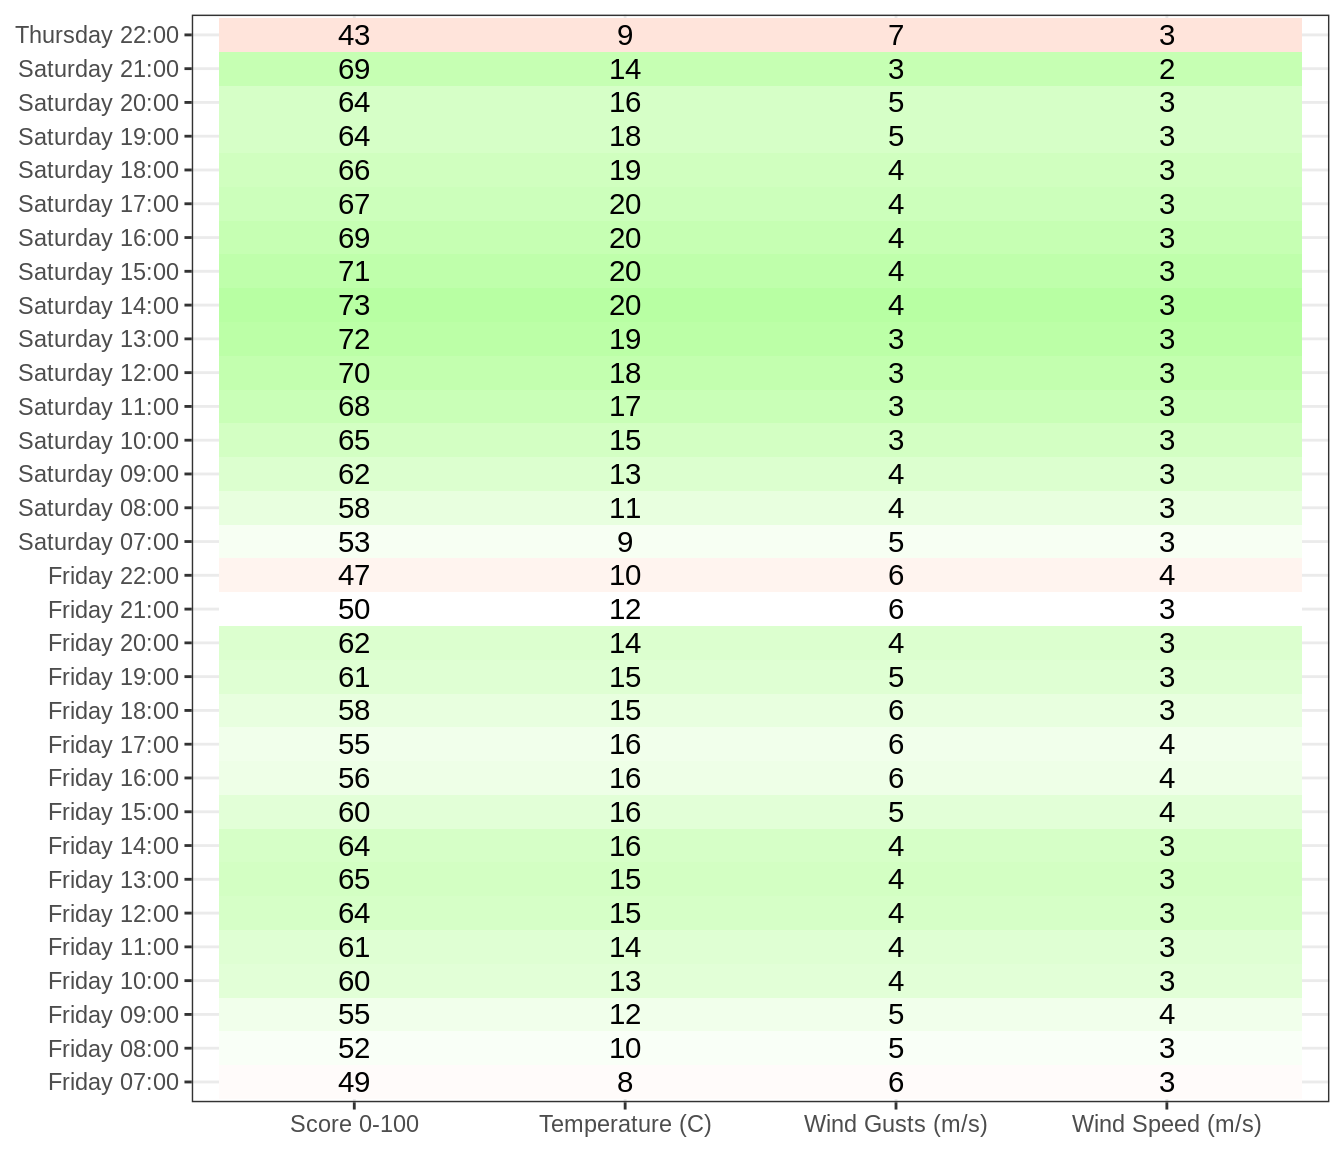 Thursday 22:00 43 9 7 3
Saturday 21:00 69 14 3 2
Saturday 20:00 64 16 5 3
Saturday 19:00 64 18 5 3
Saturday 18:00 66 19 4 3
Saturday 17:00 67 20 4 3
Saturday 16:00 69 20 4 3
Saturday 15:00 71 20 4 3
Saturday 14:00 73 20 4 3
Saturday 13:00 72 19 3 3
Saturday 12:00 70 18 3 3
Saturday 11:00 68 17 3 3
Saturday 10:00 65 15 3 3
Saturday 09:00 62 13 4 3
Saturday 08:00 58 11 4 3
Saturday 07:00 53 9 5 3
Friday 22:00 47 10 6 4
Friday 21:00 50 12 6 3
Friday 20:00 62 14 4 3
Friday 19:00 61 15 5 3
Friday 18:00 58 15 6 3
Friday 17:00 55 16 6 4
Friday 16:00 56 16 6 4
Friday 15:00 60 16 5 4
Friday 14:00 64 16 4 3
Friday 13:00 65 15 4 3
Friday 12:00 64 15 4 3
Friday 11:00 61 14 4 3
Friday 10:00 60 13 4 3
Friday 09:00 55 12 5 4
Friday 08:00 52 10 5 3
Friday 07:00 49 8 6 3
Score 0-100 Temperature (C) Wind Gusts (m/s) Wind Speed (m/s)